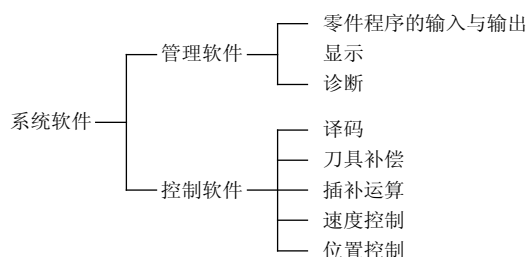 零件程序的输入与输出
管理软件
显示
诊断
系统软件
译码
刀具补偿
控制软件
插补运算
速度控制
位置控制